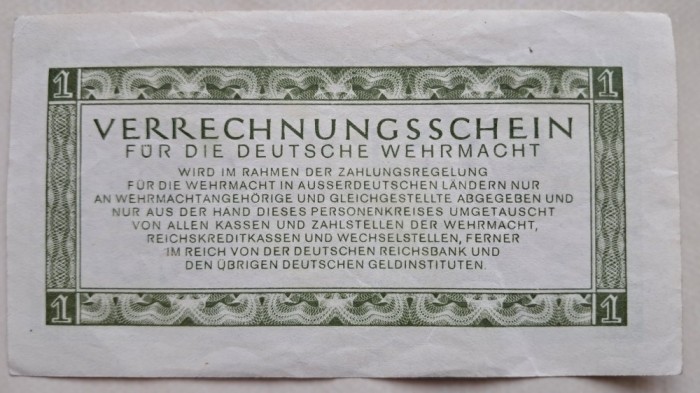 1 1
VERRECHNUNGSSCHEIN
FÜR DIE DEUTSCHE WEHRMACHT
WIRD IM RAHMEN DER ZAHLUNGSREGELUNG
FÜR DIE WEHRMACHT IN AUSSERDEUTSCHEN LÄNDERN NUR
AN WEHRMACHTANGEHÖRIGE UND GLEICHGESTELLTE ABGEGEBEN UND
NUR AUS DER HAND DIESES PERSONENKREISES UMGETAUSCHT
VON ALLEN KASSEN UND ZAHLSTELLEN DER WEHRMACHT,
REICHSKREDITKASSEN UND WECHSELSTELLEN, FERNER
IM REICH VON DER DEUTSCHEN REICHSBANK UND
DEN ÜBRIGEN DEUTSCHEN GELDINSTITUTEN.
1 1